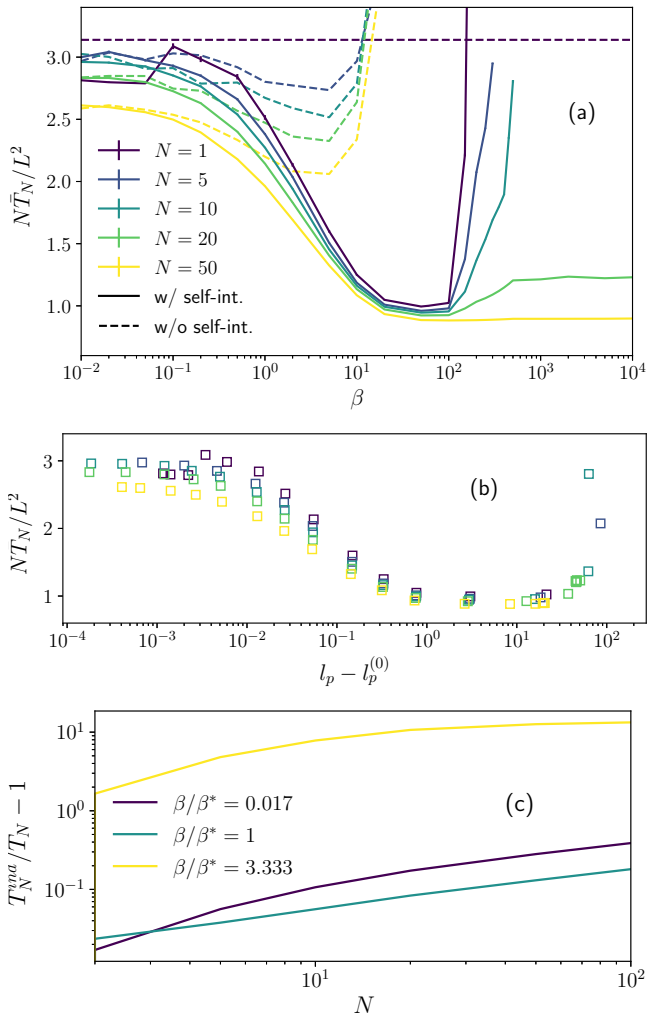 3.0
2.5
2.0
1.5
1.0
NT̄_N/L²
(a)
N = 1
N = 5
N = 10
N = 20
N = 50
w/ self-int.
w/o self-int.
10⁻² 10⁻¹ 10⁰ 10¹ 10² 10³ 10⁴
β
3
2
1
NT_N/L²
(b)
10⁻⁴ 10⁻³ 10⁻² 10⁻¹ 10⁰ 10¹ 10²
l_p − l_p⁽⁰⁾
10¹
10⁰
10⁻¹
T_N^{ind}/T_N − 1
(c)
β/β* = 0.017
β/β* = 1
β/β* = 3.333
10¹ 10²
N